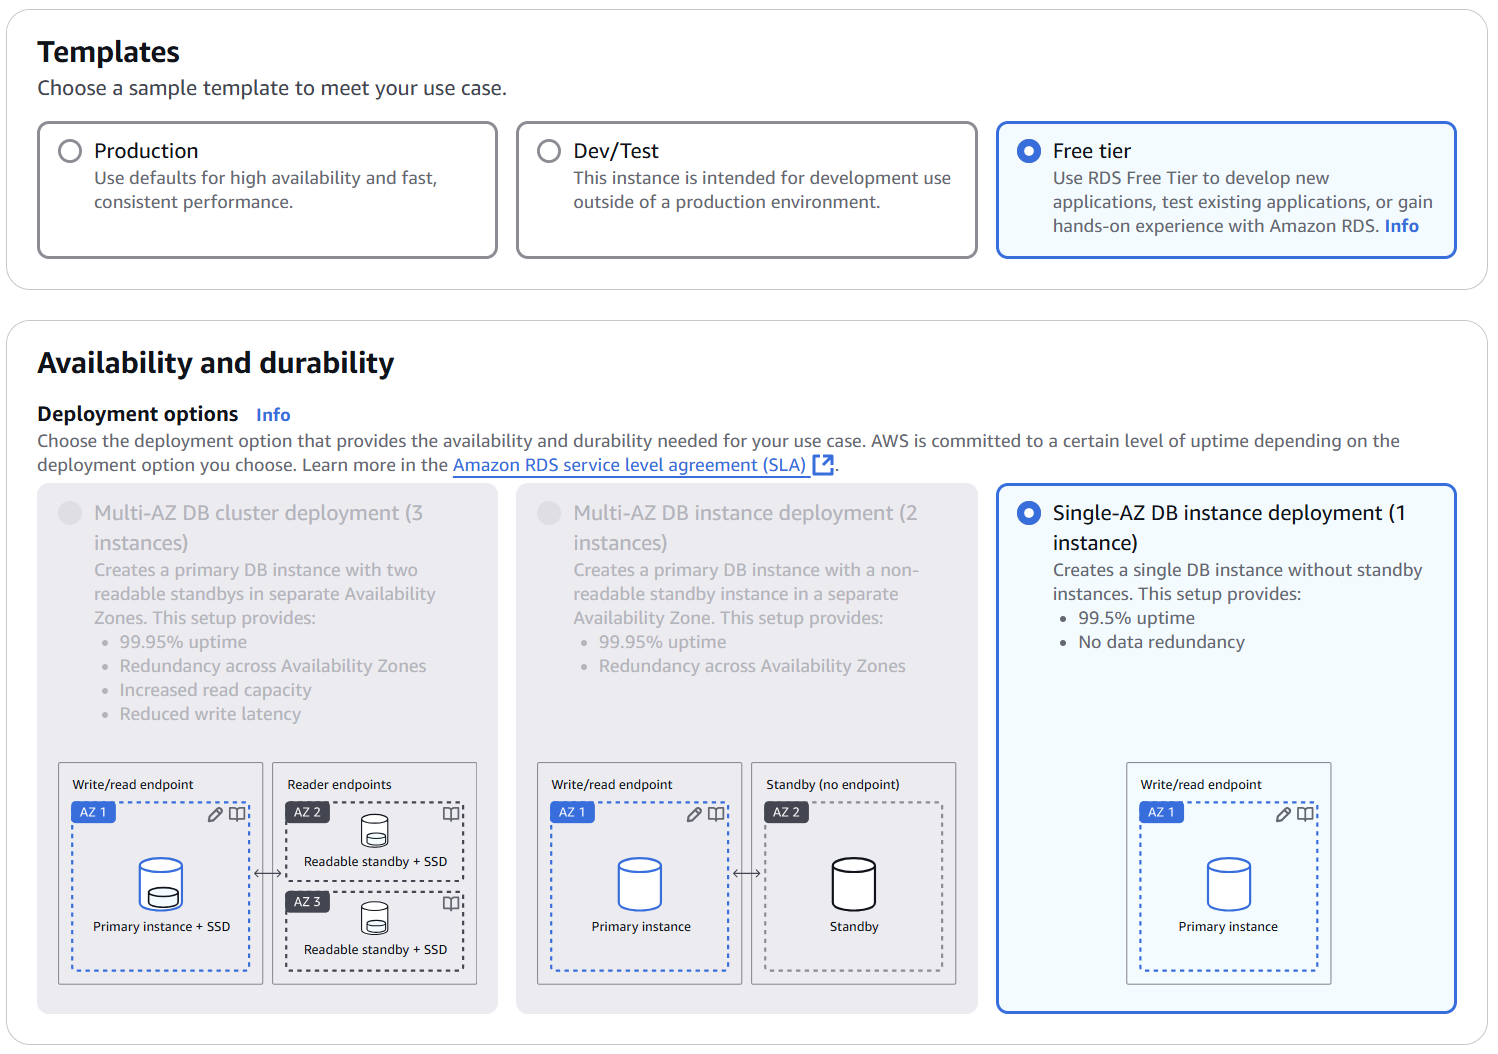 Templates
Choose a sample template to meet your use case.
Production
Use defaults for high availability and fast,
consistent performance.
Dev/Test
This instance is intended for development use
outside of a production environment.
Free tier
Use RDS Free Tier to develop new
applications, test existing applications, or gain
hands-on experience with Amazon RDS. Info
Availability and durability
Deployment options Info
Choose the deployment option that provides the availability and durability needed for your use case. AWS is committed to a certain level of uptime depending on the
deployment option you choose. Learn more in the Amazon RDS service level agreement (SLA).
Multi-AZ DB cluster deployment (3
instances)
Creates a primary DB instance with two
readable standbys in separate Availability
Zones. This setup provides:
• 99.95% uptime
• Redundancy across Availability Zones
• Increased read capacity
• Reduced write latency
Write/read endpoint
AZ 1
Primary instance + SSD
Reader endpoints
AZ 2
Readable standby + SSD
AZ 3
Readable standby + SSD
Multi-AZ DB instance deployment (2
instances)
Creates a primary DB instance with a non-
readable standby instance in a separate
Availability Zone. This setup provides:
• 99.95% uptime
• Redundancy across Availability Zones
Write/read endpoint
AZ 1
Primary instance
Standby (no endpoint)
AZ 2
Standby
Single-AZ DB instance deployment (1
instance)
Creates a single DB instance without standby
instances. This setup provides:
• 99.5% uptime
• No data redundancy
Write/read endpoint
AZ 1
Primary instance